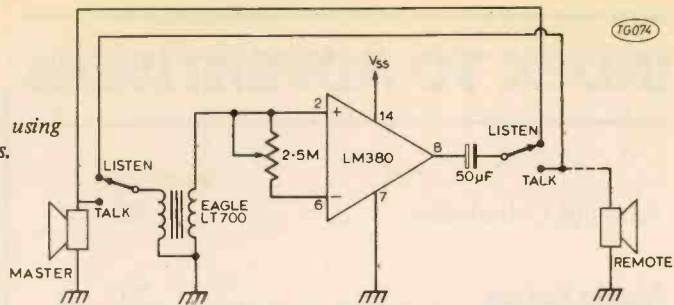 TG074
using
s.
LISTEN
TALK
MASTER
EAGLE
LT700
2·5M
2
+
6
−
LM380
VSS
14
7
8
50µF
LISTEN
TALK
REMOTE